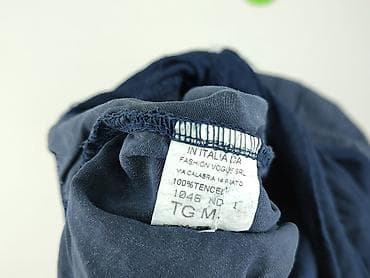 IN ITALIA DA
FASHION VOGUE SRL
VIA CALABRIA 14 PRATO
100%TENCEL
1046 ND 1
TG M